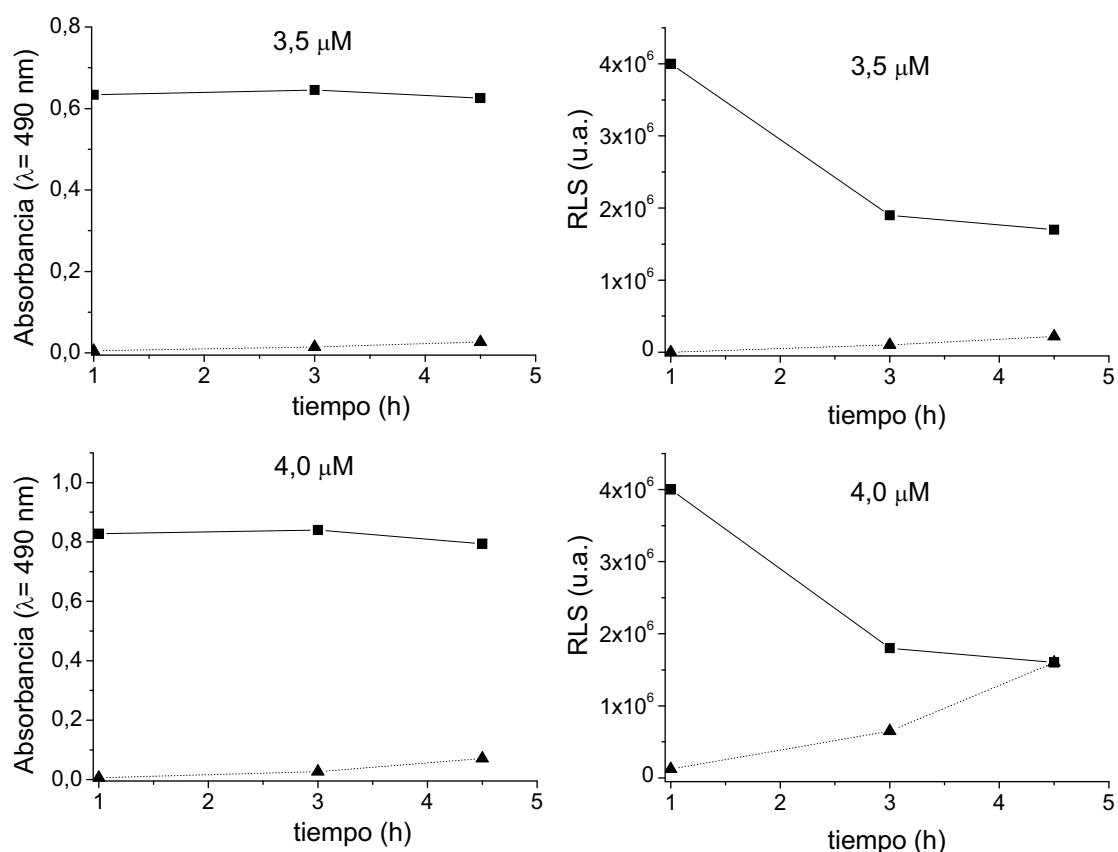 3,5 µM
Absorbancia (λ= 490 nm)
0,8
0,6
0,4
0,2
0,0
1 2 3 4 5
tiempo (h)
3,5 µM
RLS (u.a.)
4x10⁶
3x10⁶
2x10⁶
1x10⁶
0
1 2 3 4 5
tiempo (h)
4,0 µM
Absorbancia (λ= 490 nm)
1,0
0,8
0,6
0,4
0,2
0,0
1 2 3 4 5
tiempo (h)
4,0 µM
RLS (u.a.)
4x10⁶
3x10⁶
2x10⁶
1x10⁶
0
1 2 3 4 5
tiempo (h)